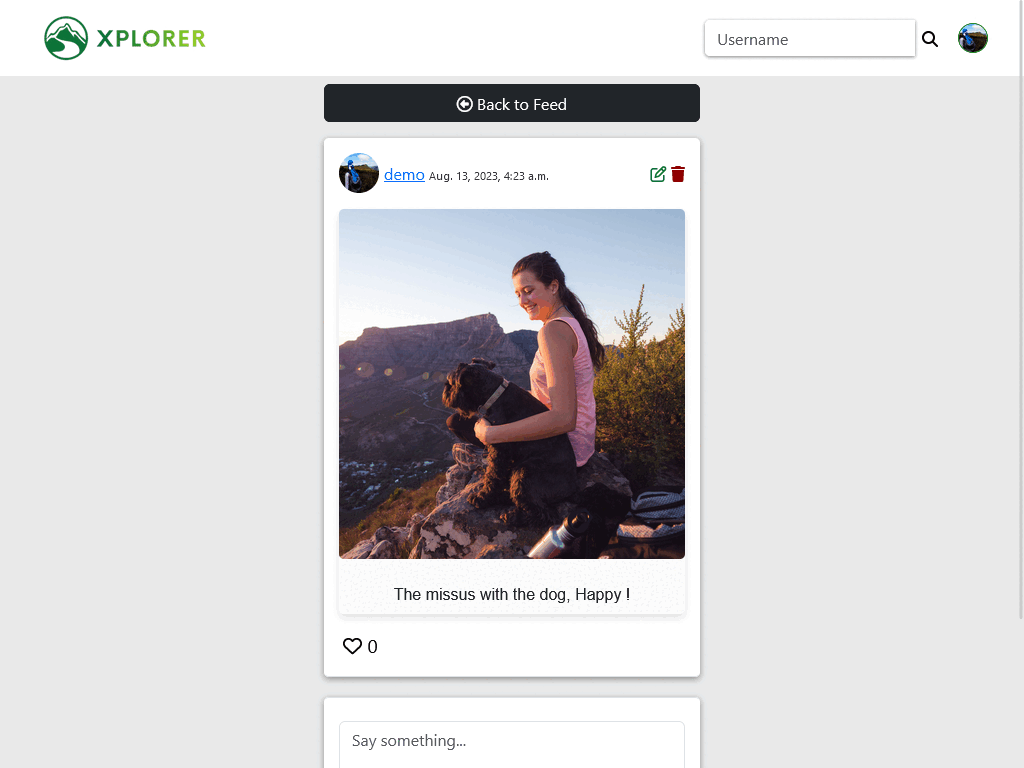 XPLORER
Username
Back to Feed
demo Aug. 13, 2023, 4:23 a.m.
The missus with the dog, Happy !
0
Say something...